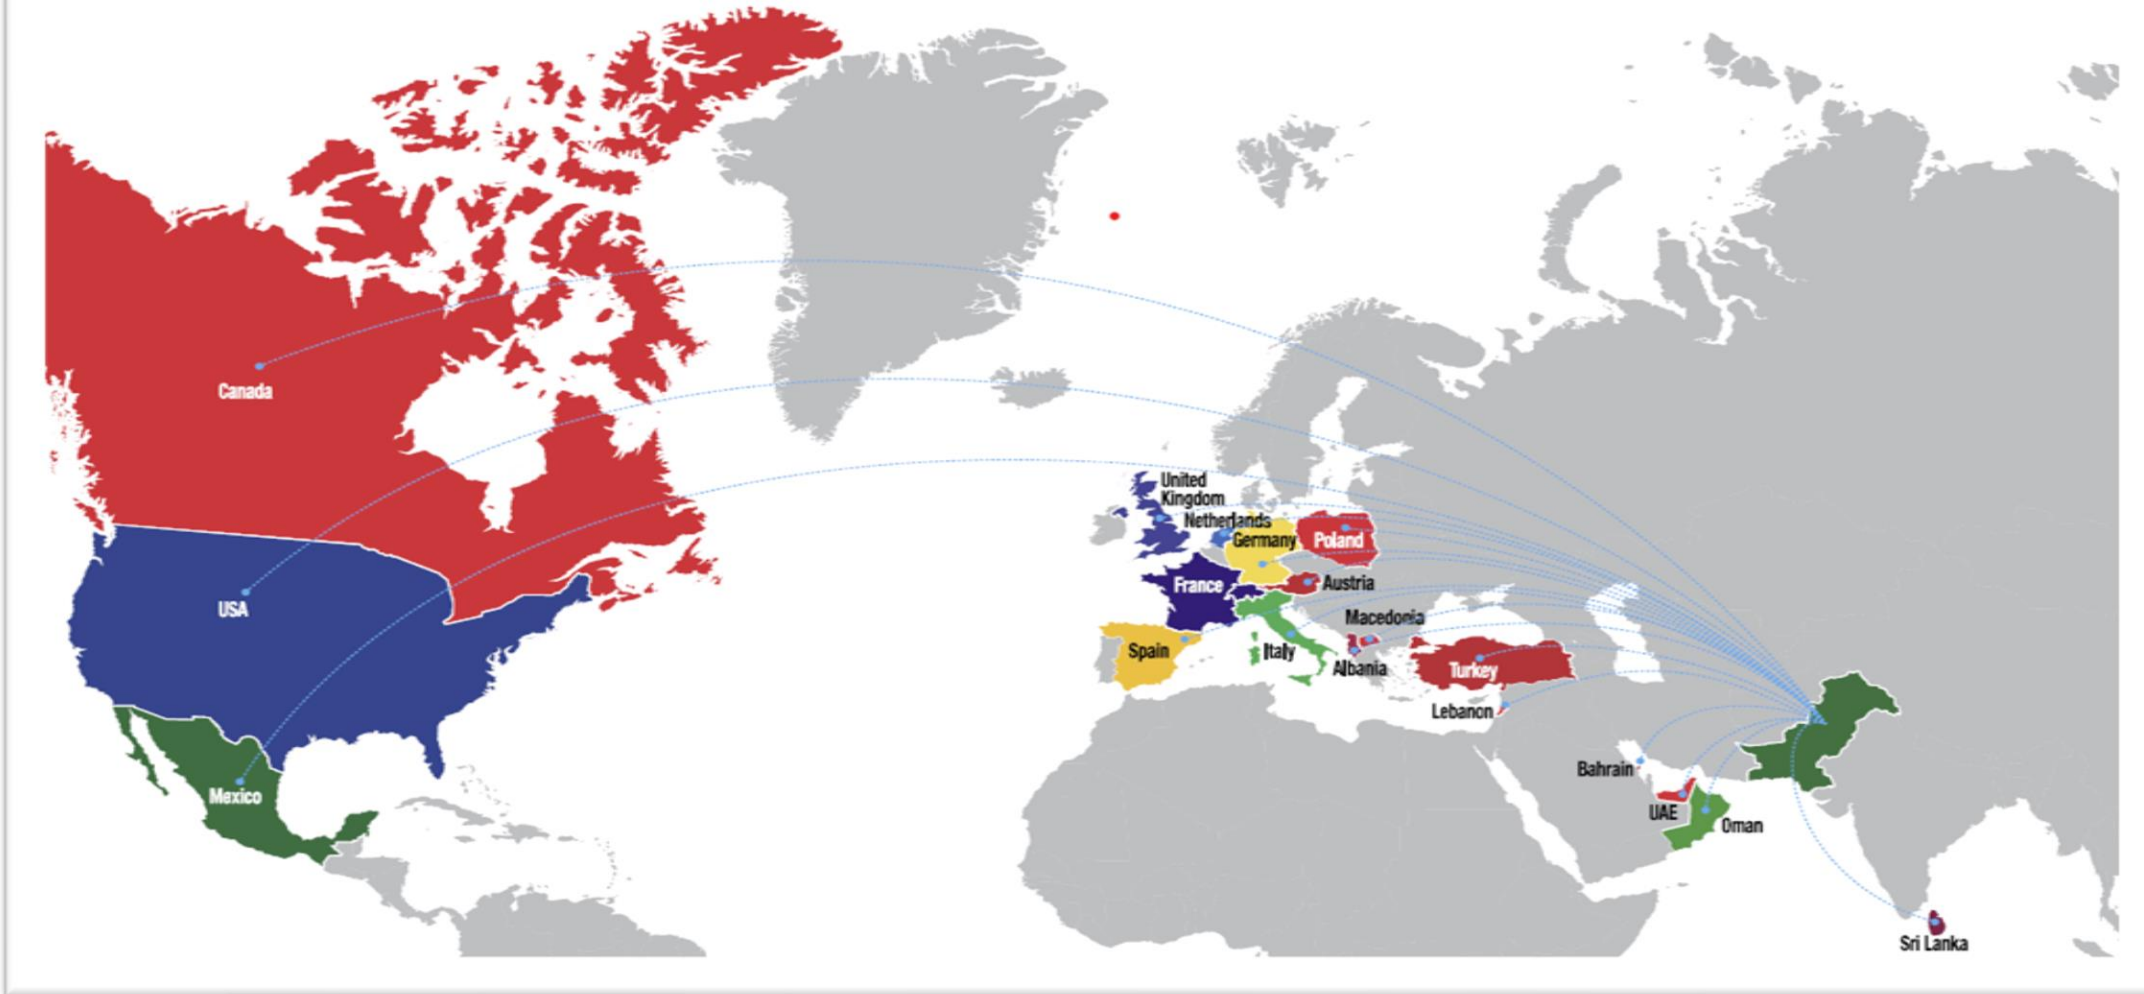 Canada
United
Kingdom
Netherlands
Germany
Poland
France
Austria
USA
Macedonia
Spain
Italy
Albania
Turkey
Lebanon
Bahrain
Mexico
UAE
Oman
Sri Lanka